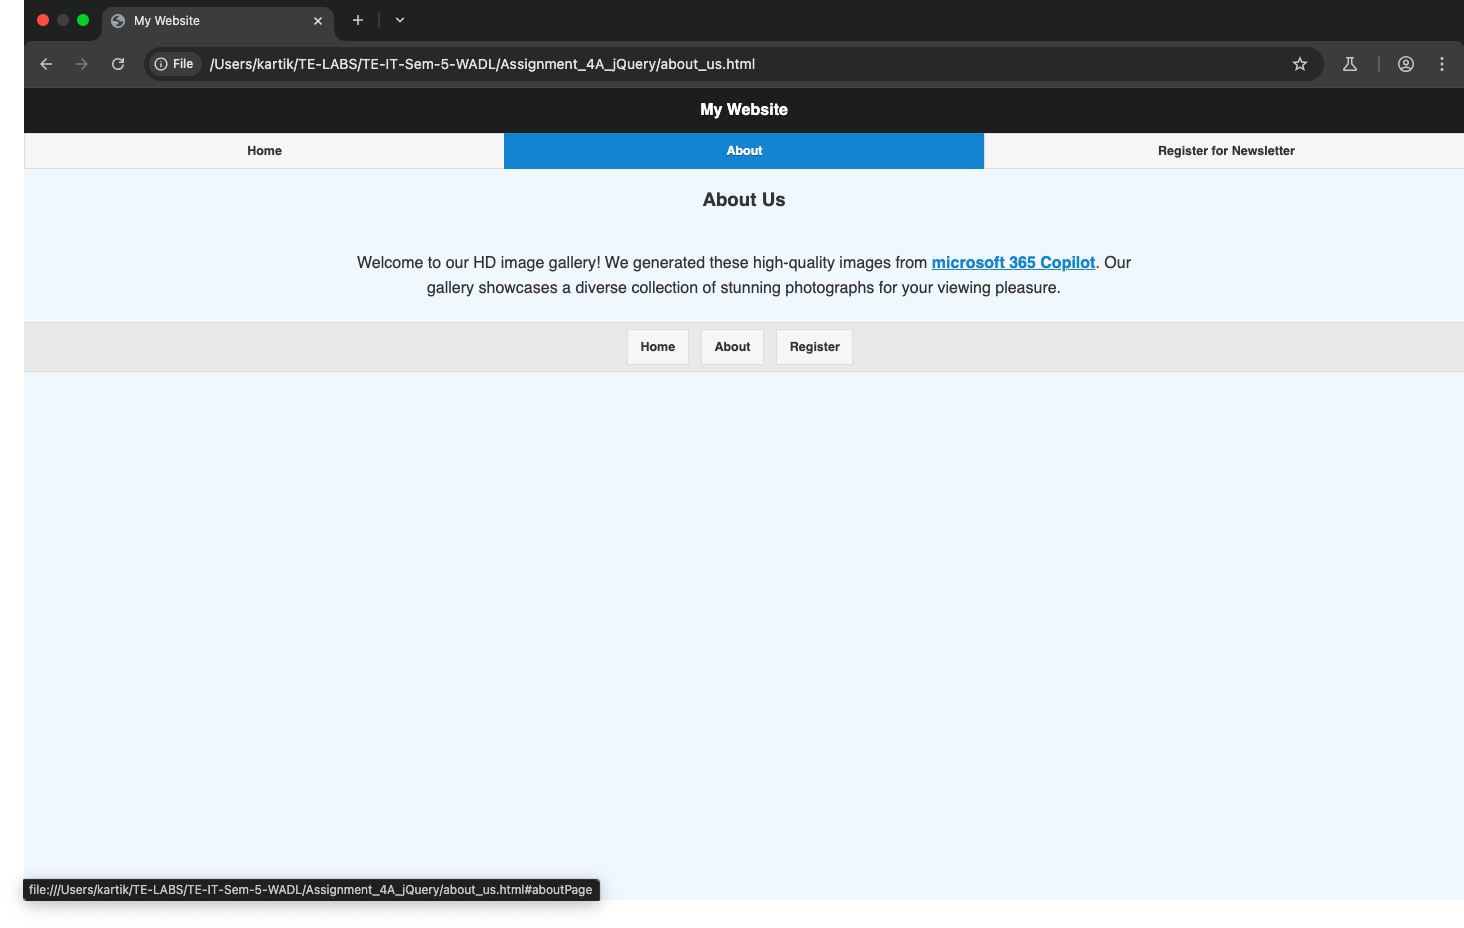 My Website
File /Users/kartik/TE-LABS/TE-IT-Sem-5-WADL/Assignment_4A_jQuery/about_us.html
My Website
Home About Register for Newsletter
About Us
Welcome to our HD image gallery! We generated these high-quality images from microsoft 365 Copilot. Our
gallery showcases a diverse collection of stunning photographs for your viewing pleasure.
Home About Register
file:///Users/kartik/TE-LABS/TE-IT-Sem-5-WADL/Assignment_4A_jQuery/about_us.html#aboutPage